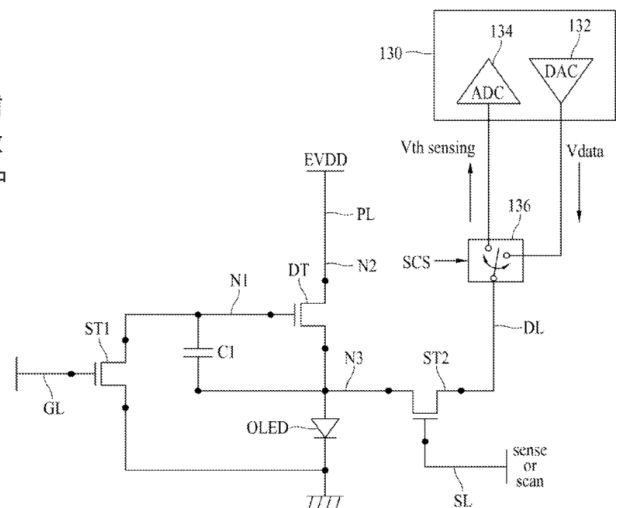 134
132
130
ADC
DAC
Vth sensing
Vdata
EVDD
PL
136
SCS
DT
N2
N1
ST1
C1
N3
ST2
DL
GL
OLED
SL
sense
or
scan